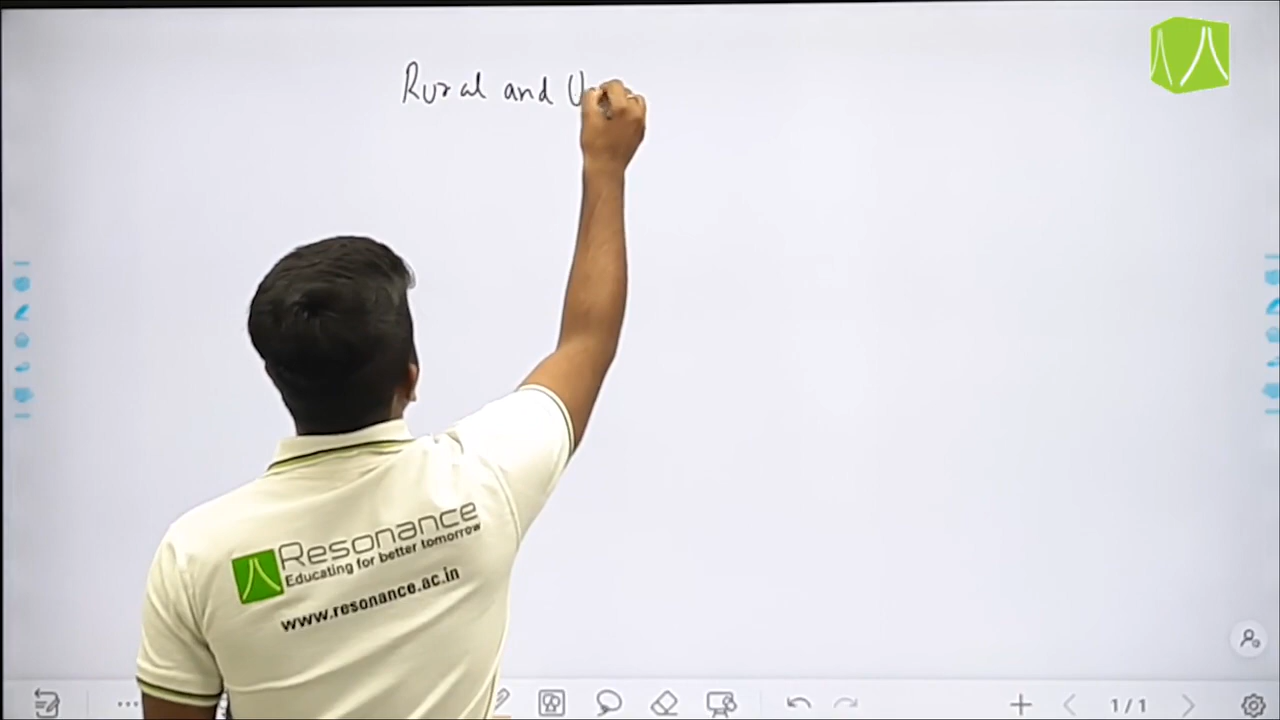 Rural and U
Resonance
Educating for better tomorrow
www.resonance.ac.in
1/1